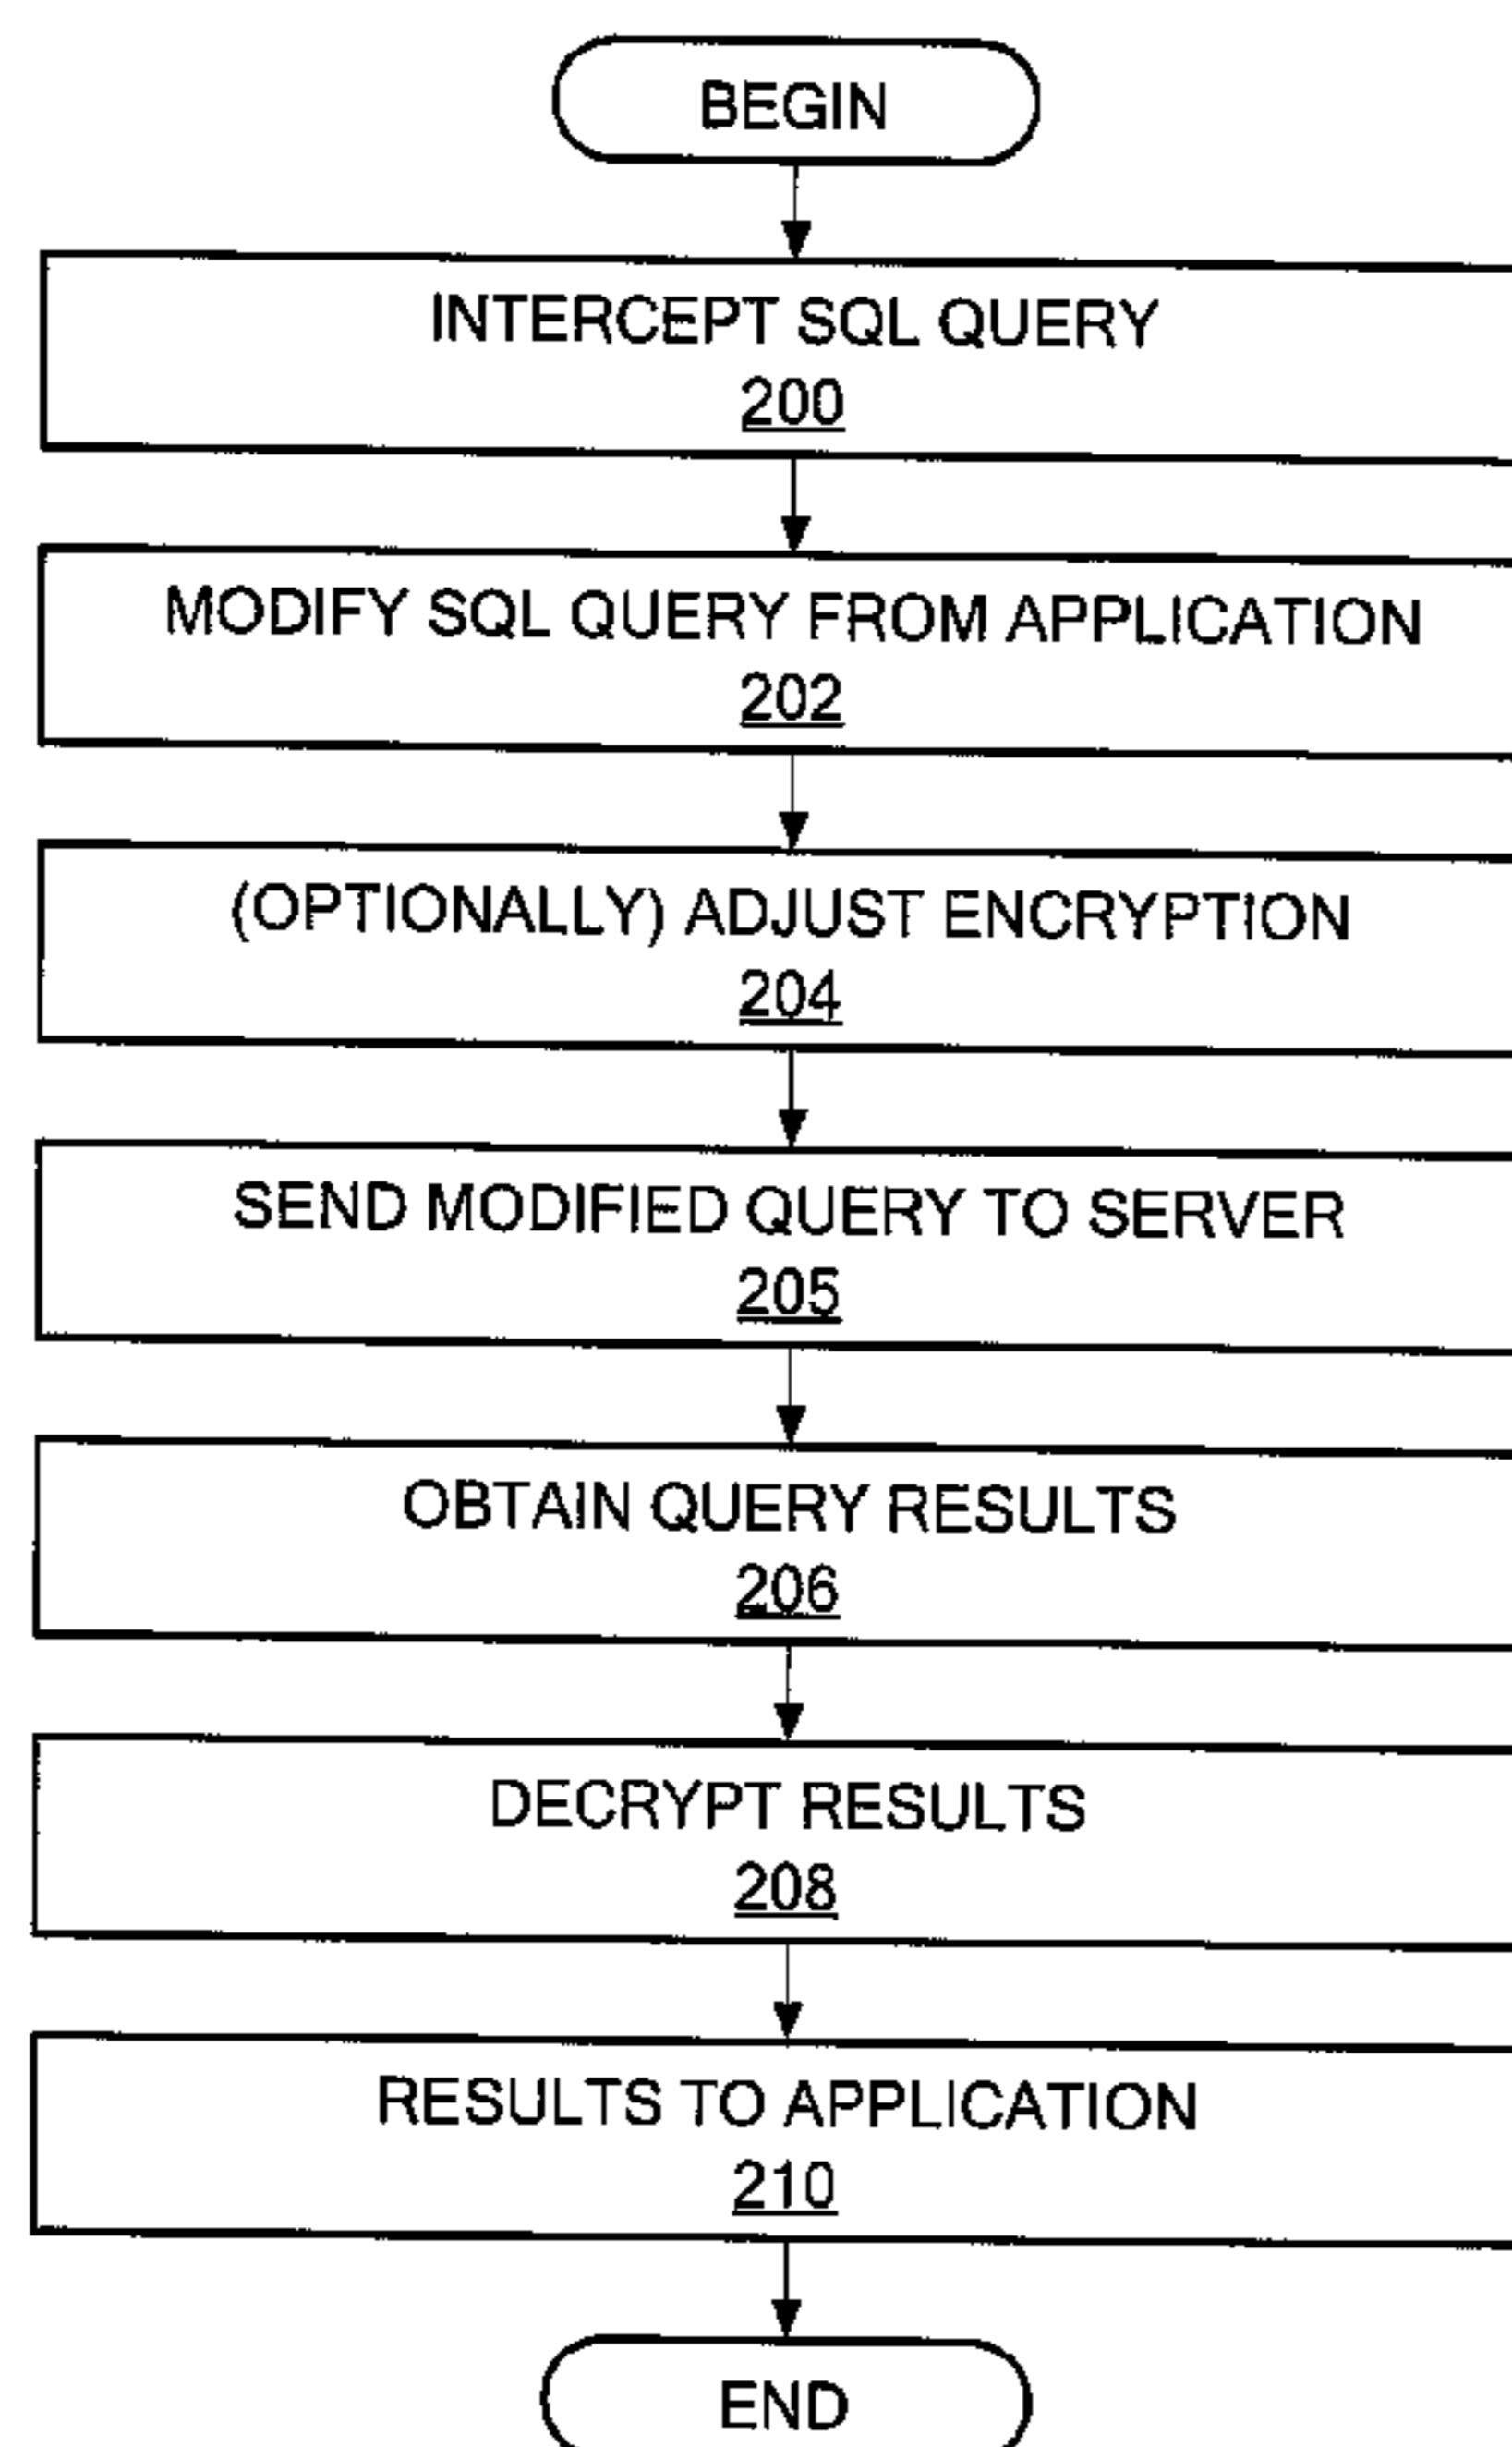 BEGIN
INTERCEPT SQL QUERY
200
MODIFY SQL QUERY FROM APPLICATION
202
(OPTIONALLY) ADJUST ENCRYPTION
204
SEND MODIFIED QUERY TO SERVER
205
OBTAIN QUERY RESULTS
206
DECRYPT RESULTS
208
RESULTS TO APPLICATION
210
END